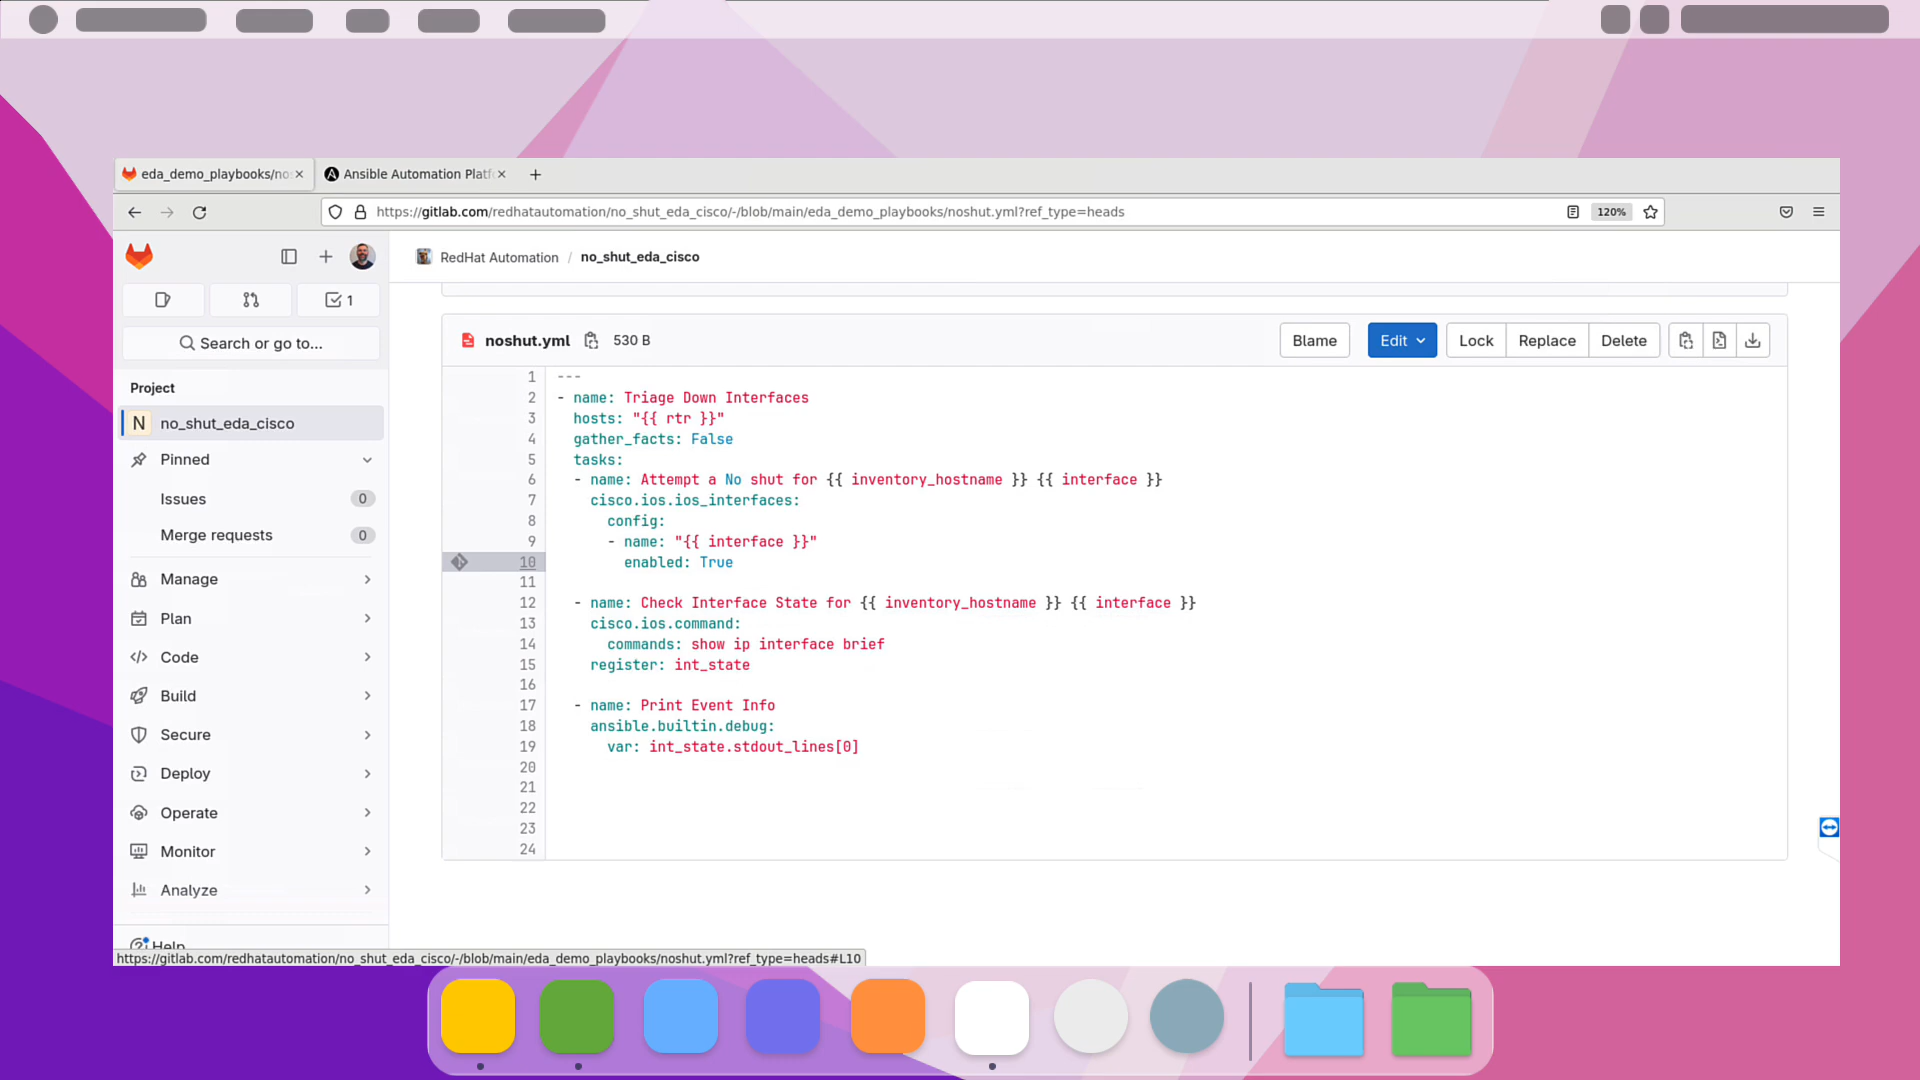 eda_demo_playbooks/no
Ansible Automation Platf
https://gitlab.com/redhatautomation/no_shut_eda_cisco/-/blob/main/eda_demo_playbooks/noshut.yml?ref_type=heads
120%
1
Search or go to...
Project
N no_shut_eda_cisco
Pinned
Issues 0
Merge requests 0
Manage
Plan
Code
Build
Secure
Deploy
Operate
Monitor
Analyze
Help
RedHat Automation / no_shut_eda_cisco
noshut.yml 530 B
Blame Edit Lock Replace Delete
1 ---
2 - name: Triage Down Interfaces
3 hosts: "{{ rtr }}"
4 gather_facts: False
5 tasks:
6 - name: Attempt a No shut for {{ inventory_hostname }} {{ interface }}
7 cisco.ios.ios_interfaces:
8 config:
9 - name: "{{ interface }}"
10 enabled: True
11
12 - name: Check Interface State for {{ inventory_hostname }} {{ interface }}
13 cisco.ios.command:
14 commands: show ip interface brief
15 register: int_state
16
17 - name: Print Event Info
18 ansible.builtin.debug:
19 var: int_state.stdout_lines[0]
20
21
22
23
24
https://gitlab.com/redhatautomation/no_shut_eda_cisco/-/blob/main/eda_demo_playbooks/noshut.yml?ref_type=heads#L10